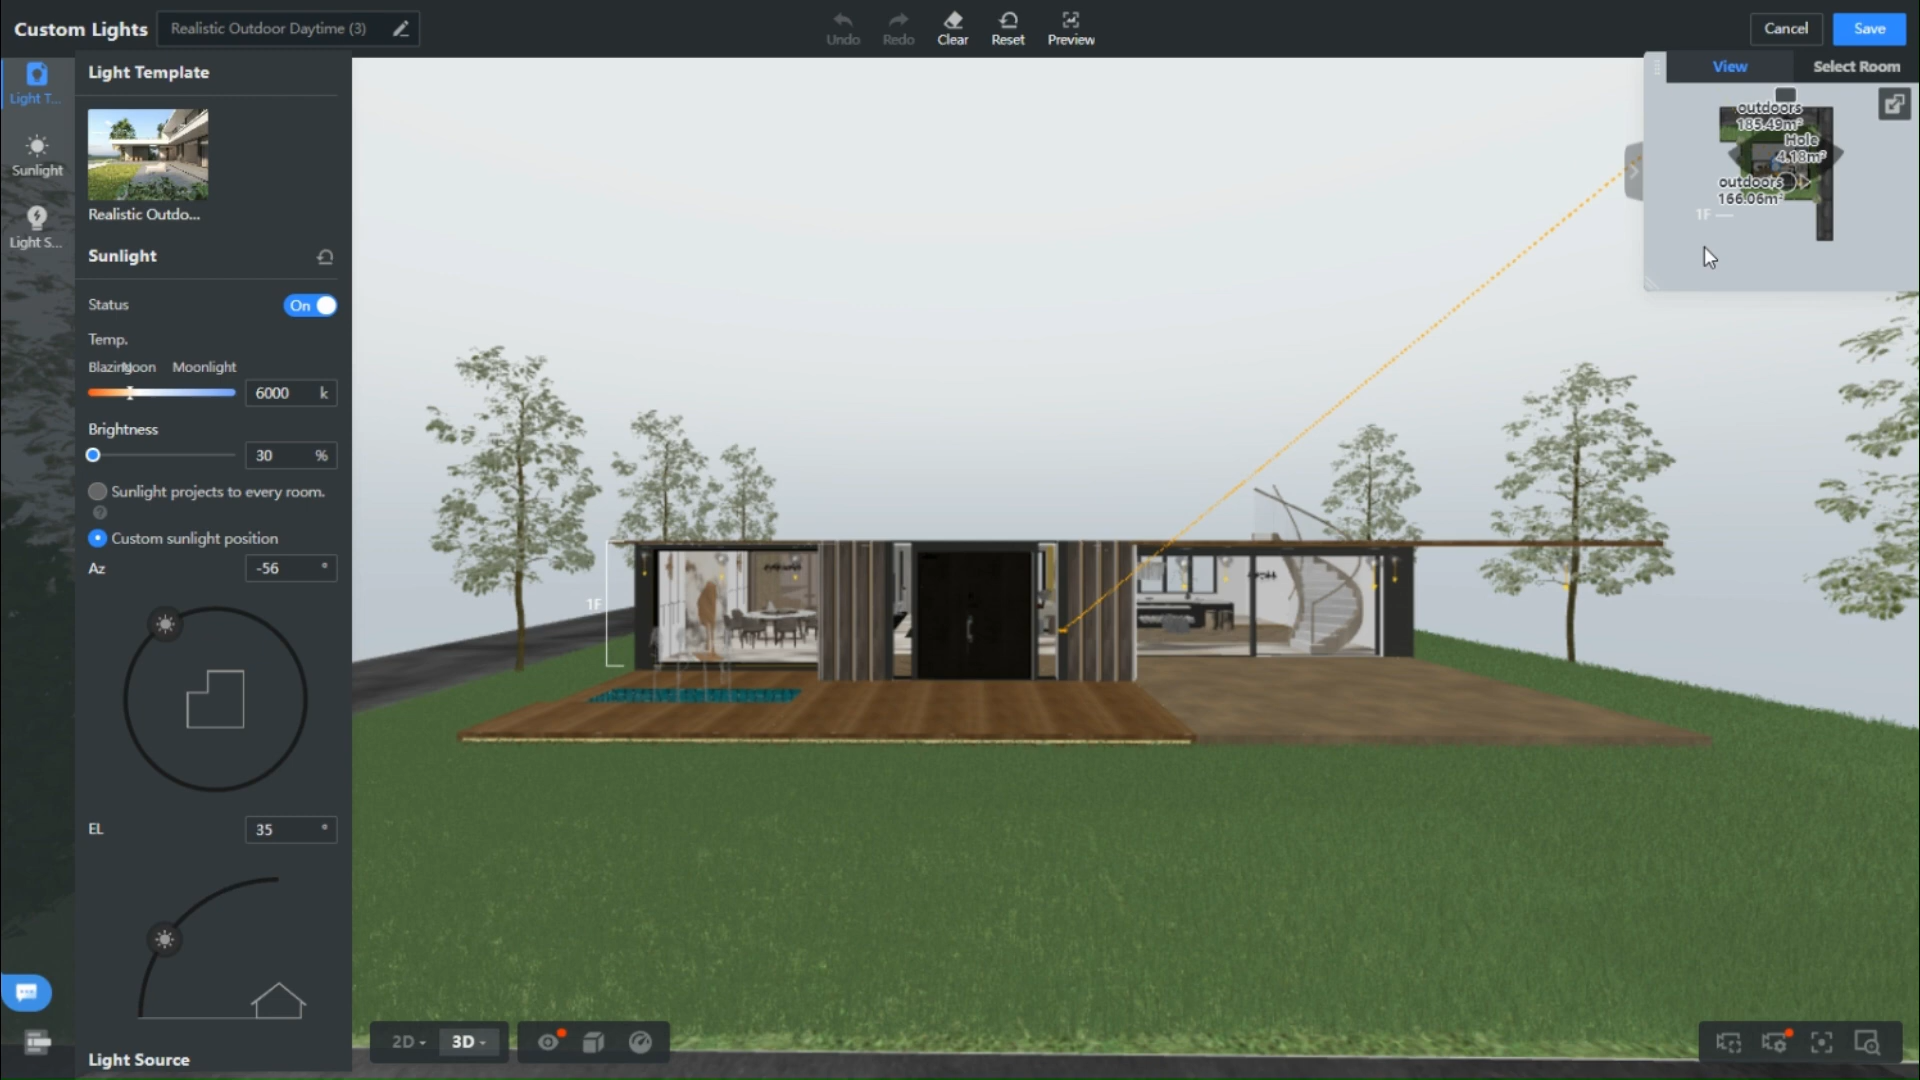 Custom Lights
Realistic Outdoor Daytime (3)
Undo
Redo
Clear
Reset
Preview
Cancel
Save
Light T...
Sunlight
Light S...
Light Template
Realistic Outdo...
Sunlight
Status
On
Temp.
Blazing
Noon
Moonlight
6000 k
Brightness
30 %
Sunlight projects to every room.
Custom sunlight position
Az
-56 °
EL
35 °
Light Source
View
Select Room
outdoors
185.49m²
Hole
4.18m²
outdoors
166.06m²
1F
1F
2D
3D